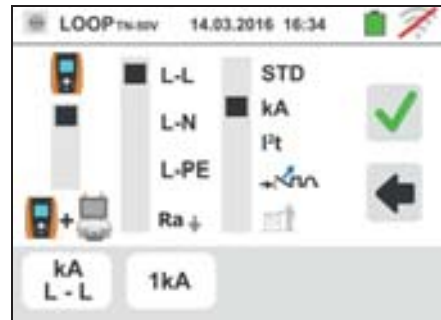 LOOP TN-50V 14.03.2016 16:34
L-L STD
L-N kA
I²t
L-PE
+
Ra
kA
L - L
1kA